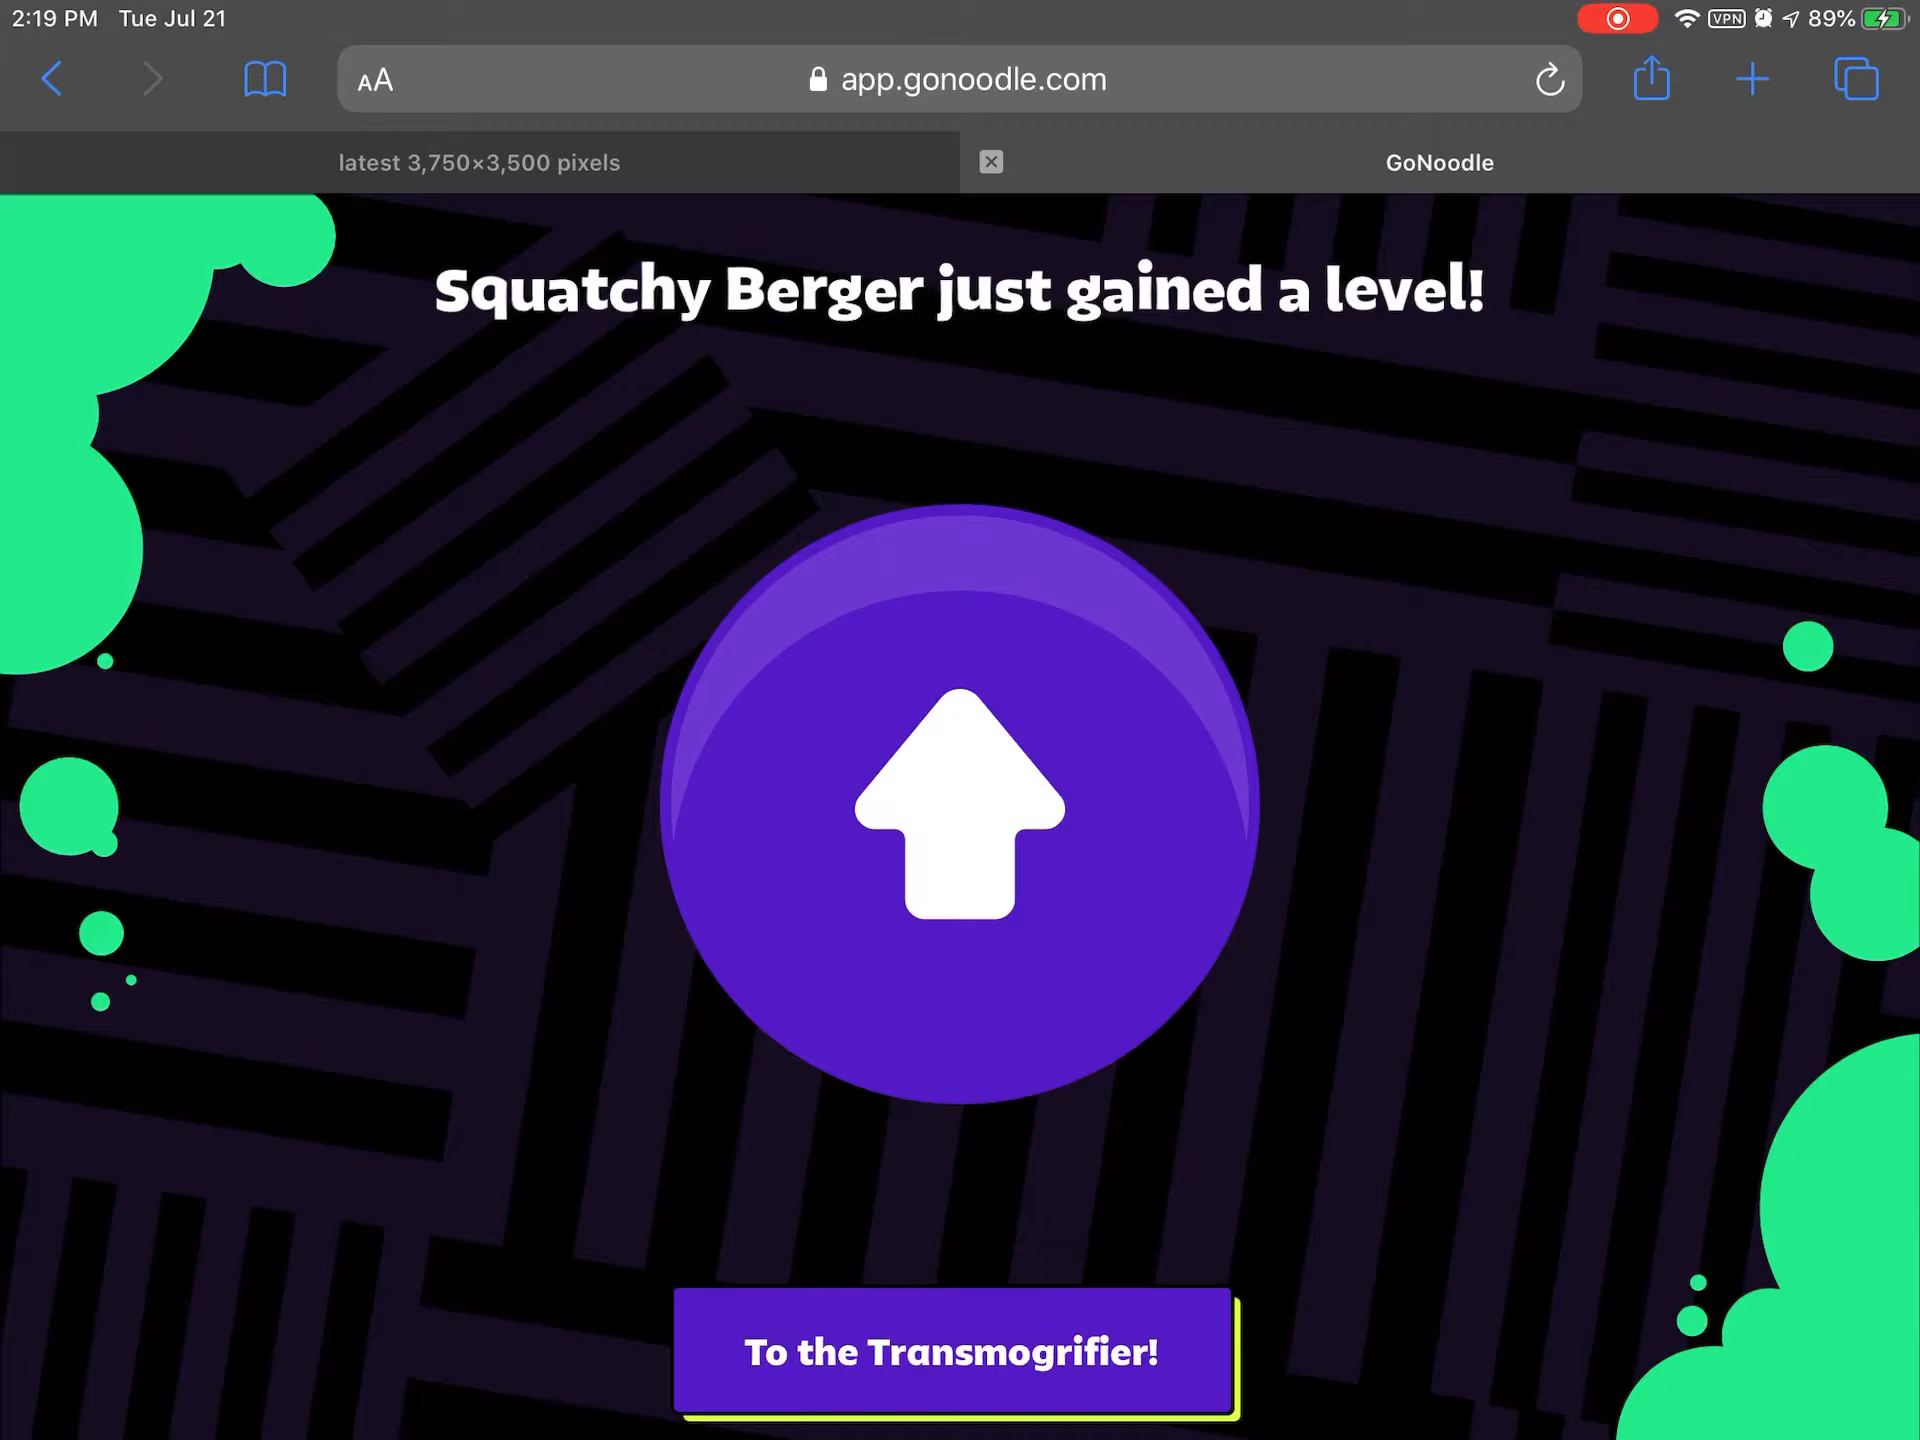 2:19 PM Tue Jul 21
VPN 89%
AA app.gonoodle.com
latest 3,750×3,500 pixels
GoNoodle
Squatchy Berger just gained a level!
To the Transmogrifier!